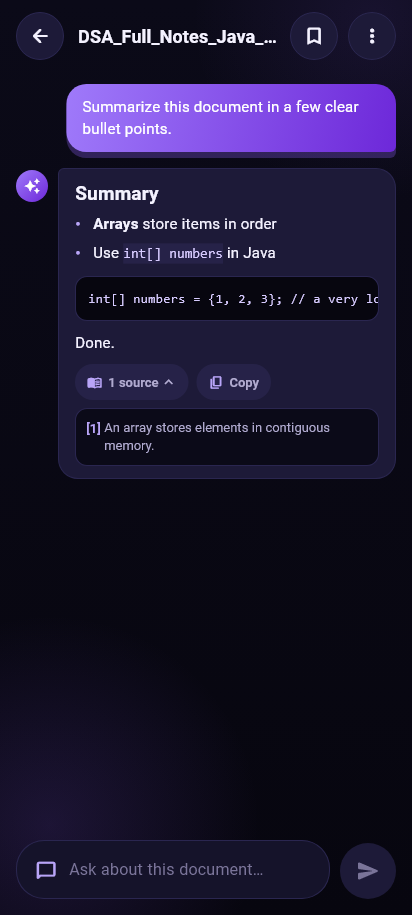 DSA_Full_Notes_Java_...
Summarize this document in a few clear
bullet points.
Summary
• Arrays store items in order
• Use int[] numbers in Java
int[] numbers = {1, 2, 3}; // a very lo
Done.
1 source
Copy
[1] An array stores elements in contiguous
memory.
Ask about this document...